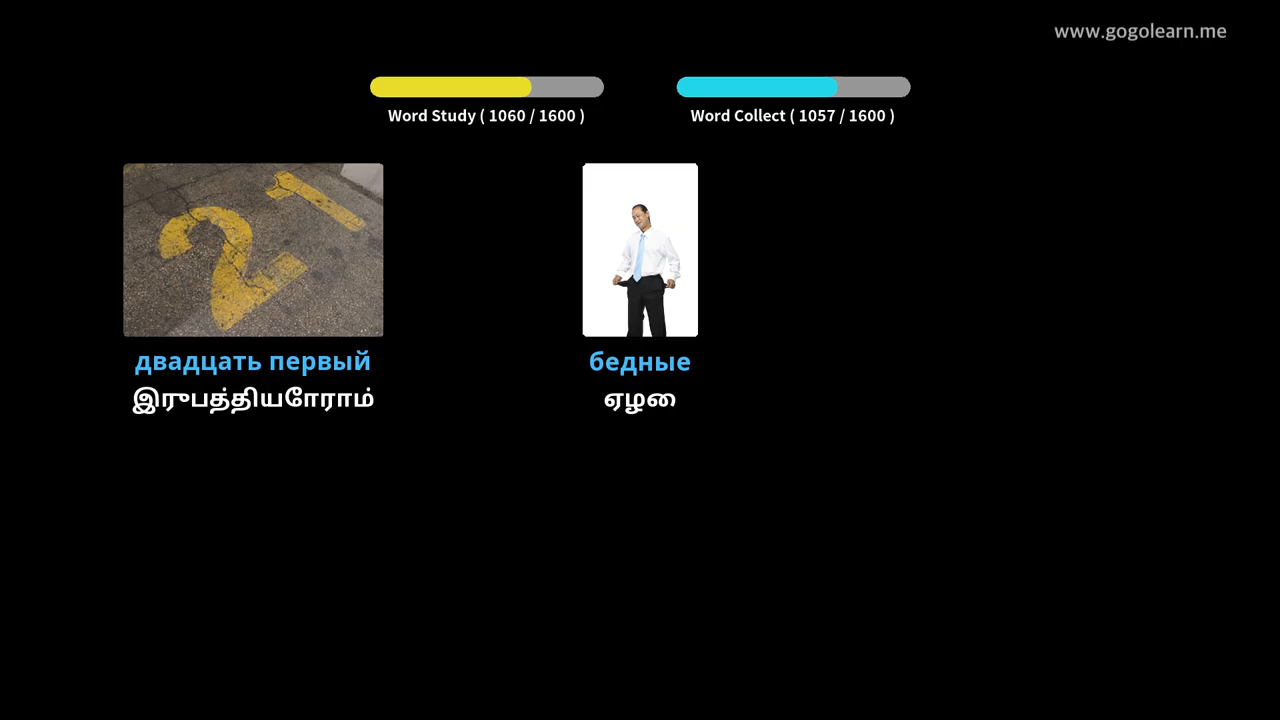 www.gogolearn.me
Word Study ( 1060 / 1600 )
Word Collect ( 1057 / 1600 )
21
двадцать первый
бедные
இருபத்தியோராம்
ஏழை